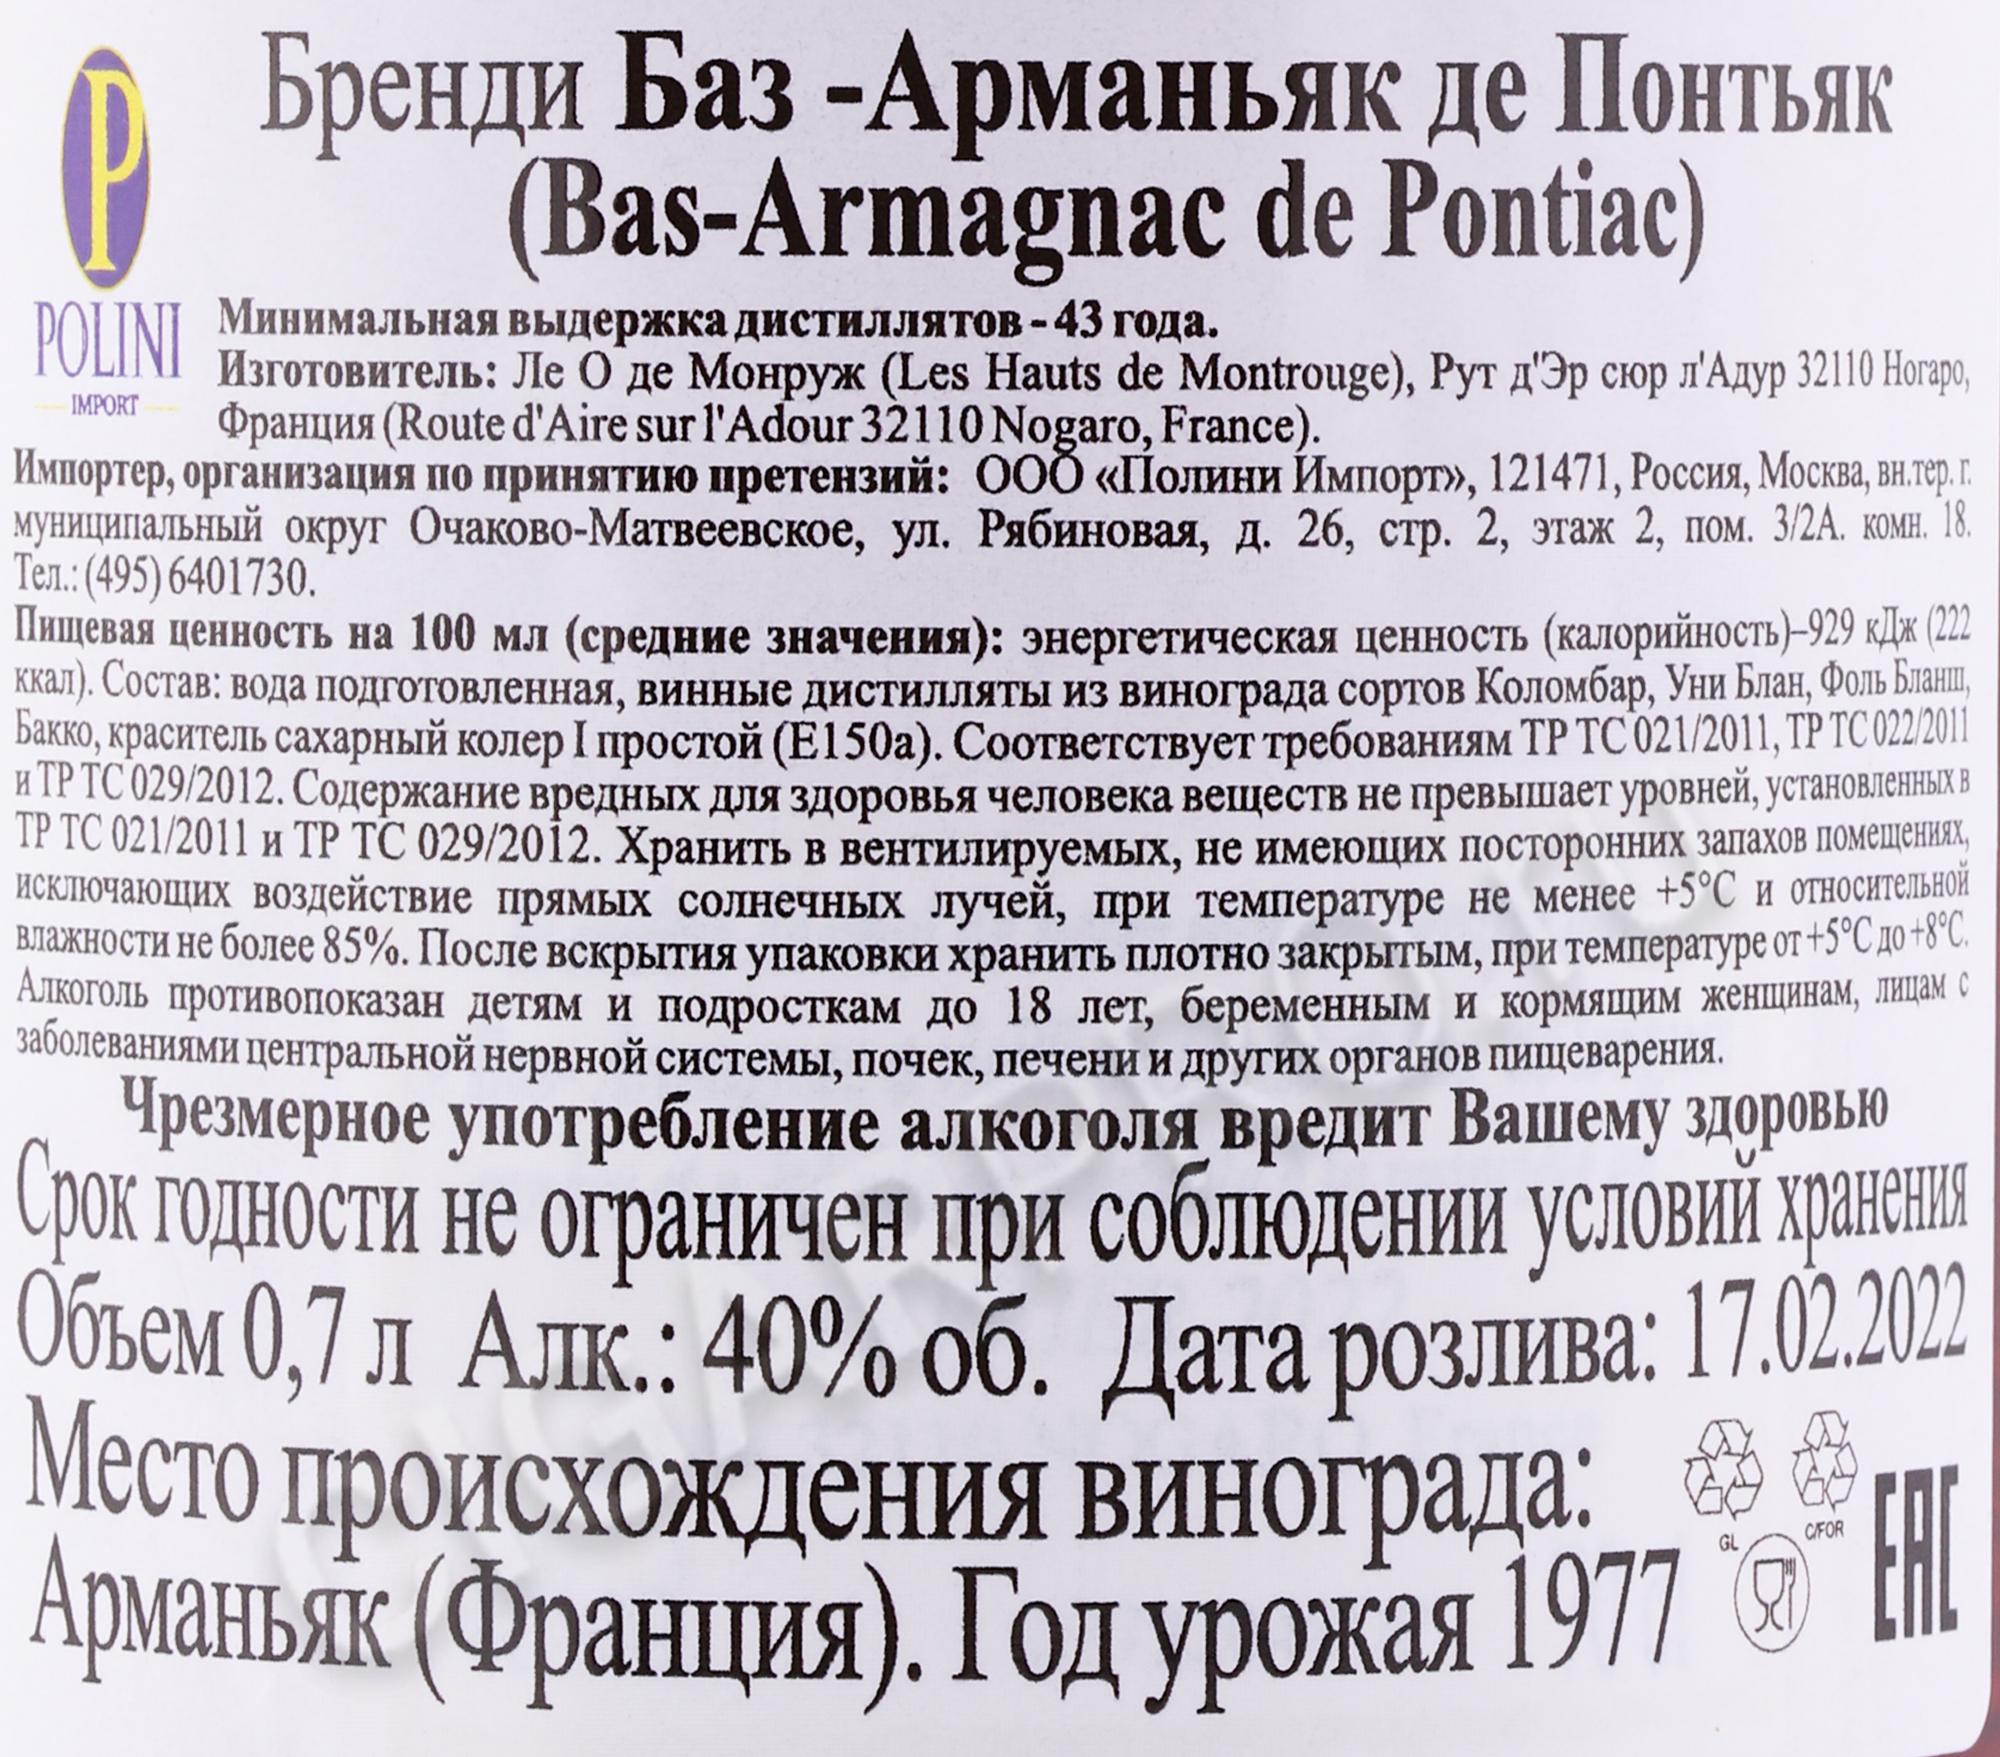 Бренди Баз -Арманьяк де Понтьяк
(Bas-Armagnac de Pontiac)
P
POLINI
IMPORT
Минимальная выдержка дистиллятов - 43 года.
Изготовитель: Ле О де Монруж (Les Hauts de Montrouge), Рут д"Эр сюр л'Адур 32110 Ногаро,
Франция (Route d'Aire sur l'Adour 32110 Nogaro, France).
Импортер, организация по принятию претензий: ООО «Полини Импорт», 121471, Россия, Москва, вн.тер. г.
муниципальный округ Очаково-Матвеевское, ул. Рябиновая, д. 26, стр. 2, этаж 2, пом. 3/2А. комн. 18.
Тел.: (495) 6401730.
Пищевая ценность на 100 мл (средние значения): энергетическая ценность (калорийность)–929 кДж (222
ккал). Состав: вода подготовленная, винные дистилляты из винограда сортов Коломбар, Уни Блан, Фоль Бланш,
Бакко, краситель сахарный колер I простой (Е150а). Соответствует требованиям ТР ТС 021/2011, ТР ТС 022/2011
и ТР ТС 029/2012. Содержание вредных для здоровья человека веществ не превышает уровней, установленных в
ТР ТС 021/2011 и ТР ТС 029/2012. Хранить в вентилируемых, не имеющих посторонних запахов помещениях,
исключающих воздействие прямых солнечных лучей, при температуре не менее +5°С и относительной
влажности не более 85%. После вскрытия упаковки хранить плотно закрытым, при температуре от +5°С до +8°С.
Алкоголь противопоказан детям и подросткам до 18 лет, беременным и кормящим женщинам, лицам с
заболеваниями центральной нервной системы, почек, печени и других органов пищеварения.
Чрезмерное употребление алкоголя вредит Вашему здоровью
Срок годности не ограничен при соблюдении условий хранения
Объем 0,7 л Алк.: 40% об. Дата розлива: 17.02.2022
Место происхождения винограда:
Арманьяк (Франция). Год урожая 1977
GL
C/FOR
EAC
CIGARPRO.RU